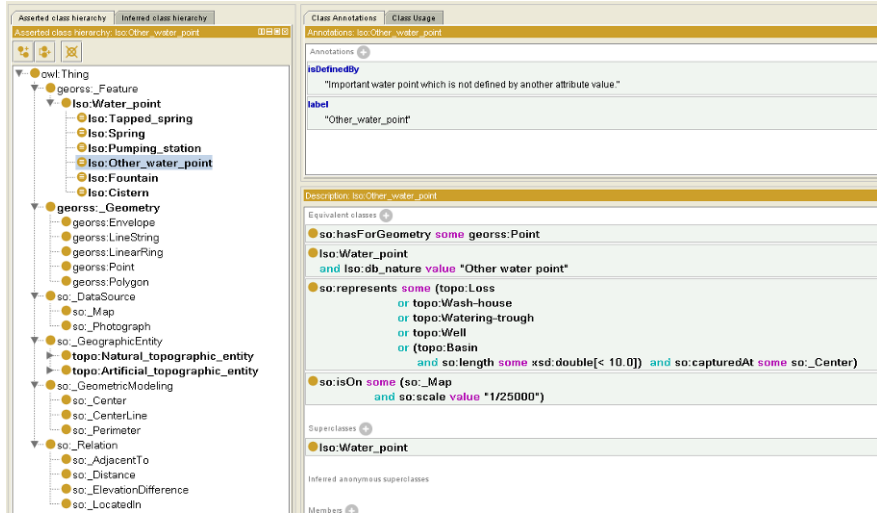 Asserted class hierarchy Inferred class hierarchy
Asserted class hierarchy: lso:Other_water_point
owl:Thing
georss:_Feature
lso:Water_point
lso:Tapped_spring
lso:Spring
lso:Pumping_station
lso:Other_water_point
lso:Fountain
lso:Cistern
georss:_Geometry
georss:Envelope
georss:LineString
georss:LinearRing
georss:Point
georss:Polygon
so:_DataSource
so:_Map
so:_Photograph
so:_GeographicEntity
topo:Natural_topographic_entity
topo:Artificial_topographic_entity
so:_GeometricModeling
so:_Center
so:_CenterLine
so:_Perimeter
so:_Relation
so:_AdjacentTo
so:_Distance
so:_ElevationDifference
so:_LocatedIn
Class Annotations Class Usage
Annotations: lso:Other_water_point
Annotations
isDefinedBy
"Important water point which is not defined by another attribute value."
label
"Other_water_point"
Description: lso:Other_water_point
Equivalent classes
so:hasForGeometry some georss:Point
lso:Water_point
and lso:db_nature value "Other water point"
so:represents some (topo:Loss
or topo:Wash-house
or topo:Watering-trough
or topo:Well
or (topo:Basin
and so:length some xsd:double[< 10.0]) and so:capturedAt some so:_Center)
so:isOn some (so:_Map
and so:scale value "1/25000")
Superclasses
lso:Water_point
Inferred anonymous superclasses
Members